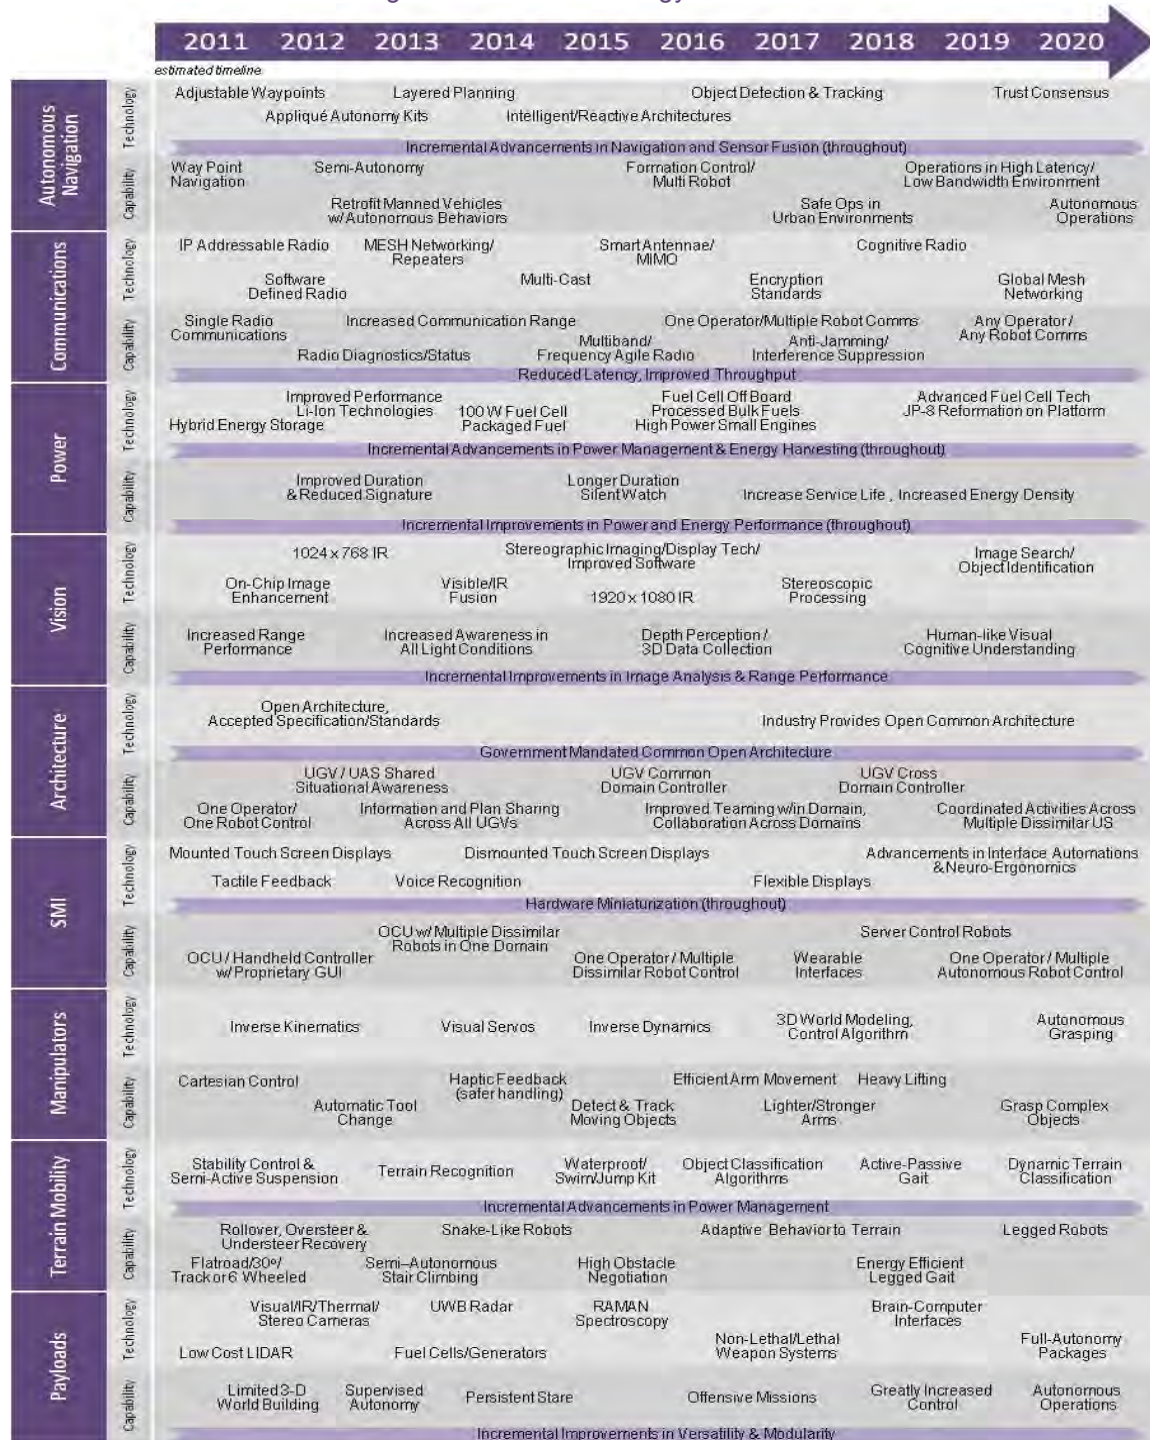 2011 2012 2013 2014 2015 2016 2017 2018 2019 2020
estimated timeline
Autonomous Navigation
Technology
Adjustable Waypoints Layered Planning Object Detection & Tracking Trust Consensus
Appliqué Autonomy Kits Intelligent/Reactive Architectures
Incremental Advancements in Navigation and Sensor Fusion (throughout)
Capability
Way Point Semi-Autonomy Formation Control/ Operations in High Latency/
Navigation Multi Robot Low Bandwidth Environment
Retrofit Manned Vehicles Safe Ops in Autonomous
w/Autonomous Behaviors Urban Environments Operations
Communications
Technology
IP Addressable Radio MESH Networking/ Smart Antennae/ Cognitive Radio
Repeaters MIMO
Software Multi-Cast Encryption Global Mesh
Defined Radio Standards Networking
Capability
Single Radio Increased Communication Range One Operator/Multiple Robot Comms Any Operator/
Communications Any Robot Comms
Multiband/ Anti-Jamming/
Radio Diagnostics/Status Frequency Agile Radio Interference Suppression
Reduced Latency, Improved Throughput
Power
Technology
Improved Performance Fuel Cell Off Board Advanced Fuel Cell Tech
Li-Ion Technologies 100 W Fuel Cell Processed Bulk Fuels JP-8 Reformation on Platform
Hybrid Energy Storage Packaged Fuel High Power Small Engines
Incremental Advancements in Power Management & Energy Harvesting (throughout)
Capability
Improved Duration Longer Duration
& Reduced Signature Silent Watch Increase Service Life , Increased Energy Density
Incremental Improvements in Power and Energy Performance (throughout)
Vision
Technology
1024 x 768 IR Stereographic Imaging/Display Tech/ Image Search/
Improved Software Object Identification
On-Chip Image Visible/IR Stereoscopic
Enhancement Fusion 1920 x 1080 IR Processing
Capability
Increased Range Increased Awareness in Depth Perception / Human-like Visual
Performance All Light Conditions 3D Data Collection Cognitive Understanding
Incremental Improvements in Image Analysis & Range Performance
Architecture
Technology
Open Architecture,
Accepted Specification/Standards Industry Provides Open Common Architecture
Government Mandated Common Open Architecture
Capability
UGV / UAS Shared UGV Common UGV Cross
Situational Awareness Domain Controller Domain Controller
One Operator/ Information and Plan Sharing Improved Teaming w/in Domain, Coordinated Activities Across
One Robot Control Across All UGVs Collaboration Across Domains Multiple Dissimilar US
SMI
Technology
Mounted Touch Screen Displays Dismounted Touch Screen Displays Advancements in Interface Automations
& Neuro-Ergonomics
Tactile Feedback Voice Recognition Flexible Displays
Hardware Miniaturization (throughout)
Capability
OCU w/ Multiple Dissimilar Server Control Robots
Robots in One Domain
OCU / Handheld Controller One Operator / Multiple Wearable One Operator / Multiple
w/ Proprietary GUI Dissimilar Robot Control Interfaces Autonomous Robot Control
Manipulators
Technology
Inverse Kinematics Visual Servos Inverse Dynamics 3D World Modeling, Autonomous
Control Algorithm Grasping
Capability
Cartesian Control Haptic Feedback Efficient Arm Movement Heavy Lifting
(safer handling)
Automatic Tool Detect & Track Lighter/Stronger Grasp Complex
Change Moving Objects Arms Objects
Terrain Mobility
Technology
Stability Control & Terrain Recognition Waterproof/ Object Classification Active-Passive Dynamic Terrain
Semi-Active Suspension Swim/Jump Kit Algorithms Gait Classification
Incremental Advancements in Power Management
Capability
Rollover, Oversteer & Snake-Like Robots Adaptive Behavior to Terrain Legged Robots
Understeer Recovery
Flatroad/30º/ Semi–Autonomous High Obstacle Energy Efficient
Track or 6 Wheeled Stair Climbing Negotiation Legged Gait
Payloads
Technology
Visual/IR/Thermal/ UWB Radar RAMAN Brain-Computer
Stereo Cameras Spectroscopy Interfaces
Non-Lethal/Lethal Full-Autonomy
Low Cost LIDAR Fuel Cells/Generators Weapon Systems Packages
Capability
Limited 3-D Supervised Persistent Stare Offensive Missions Greatly Increased Autonomous
World Building Autonomy Control Operations
Incremental Improvements in Versatility & Modularity